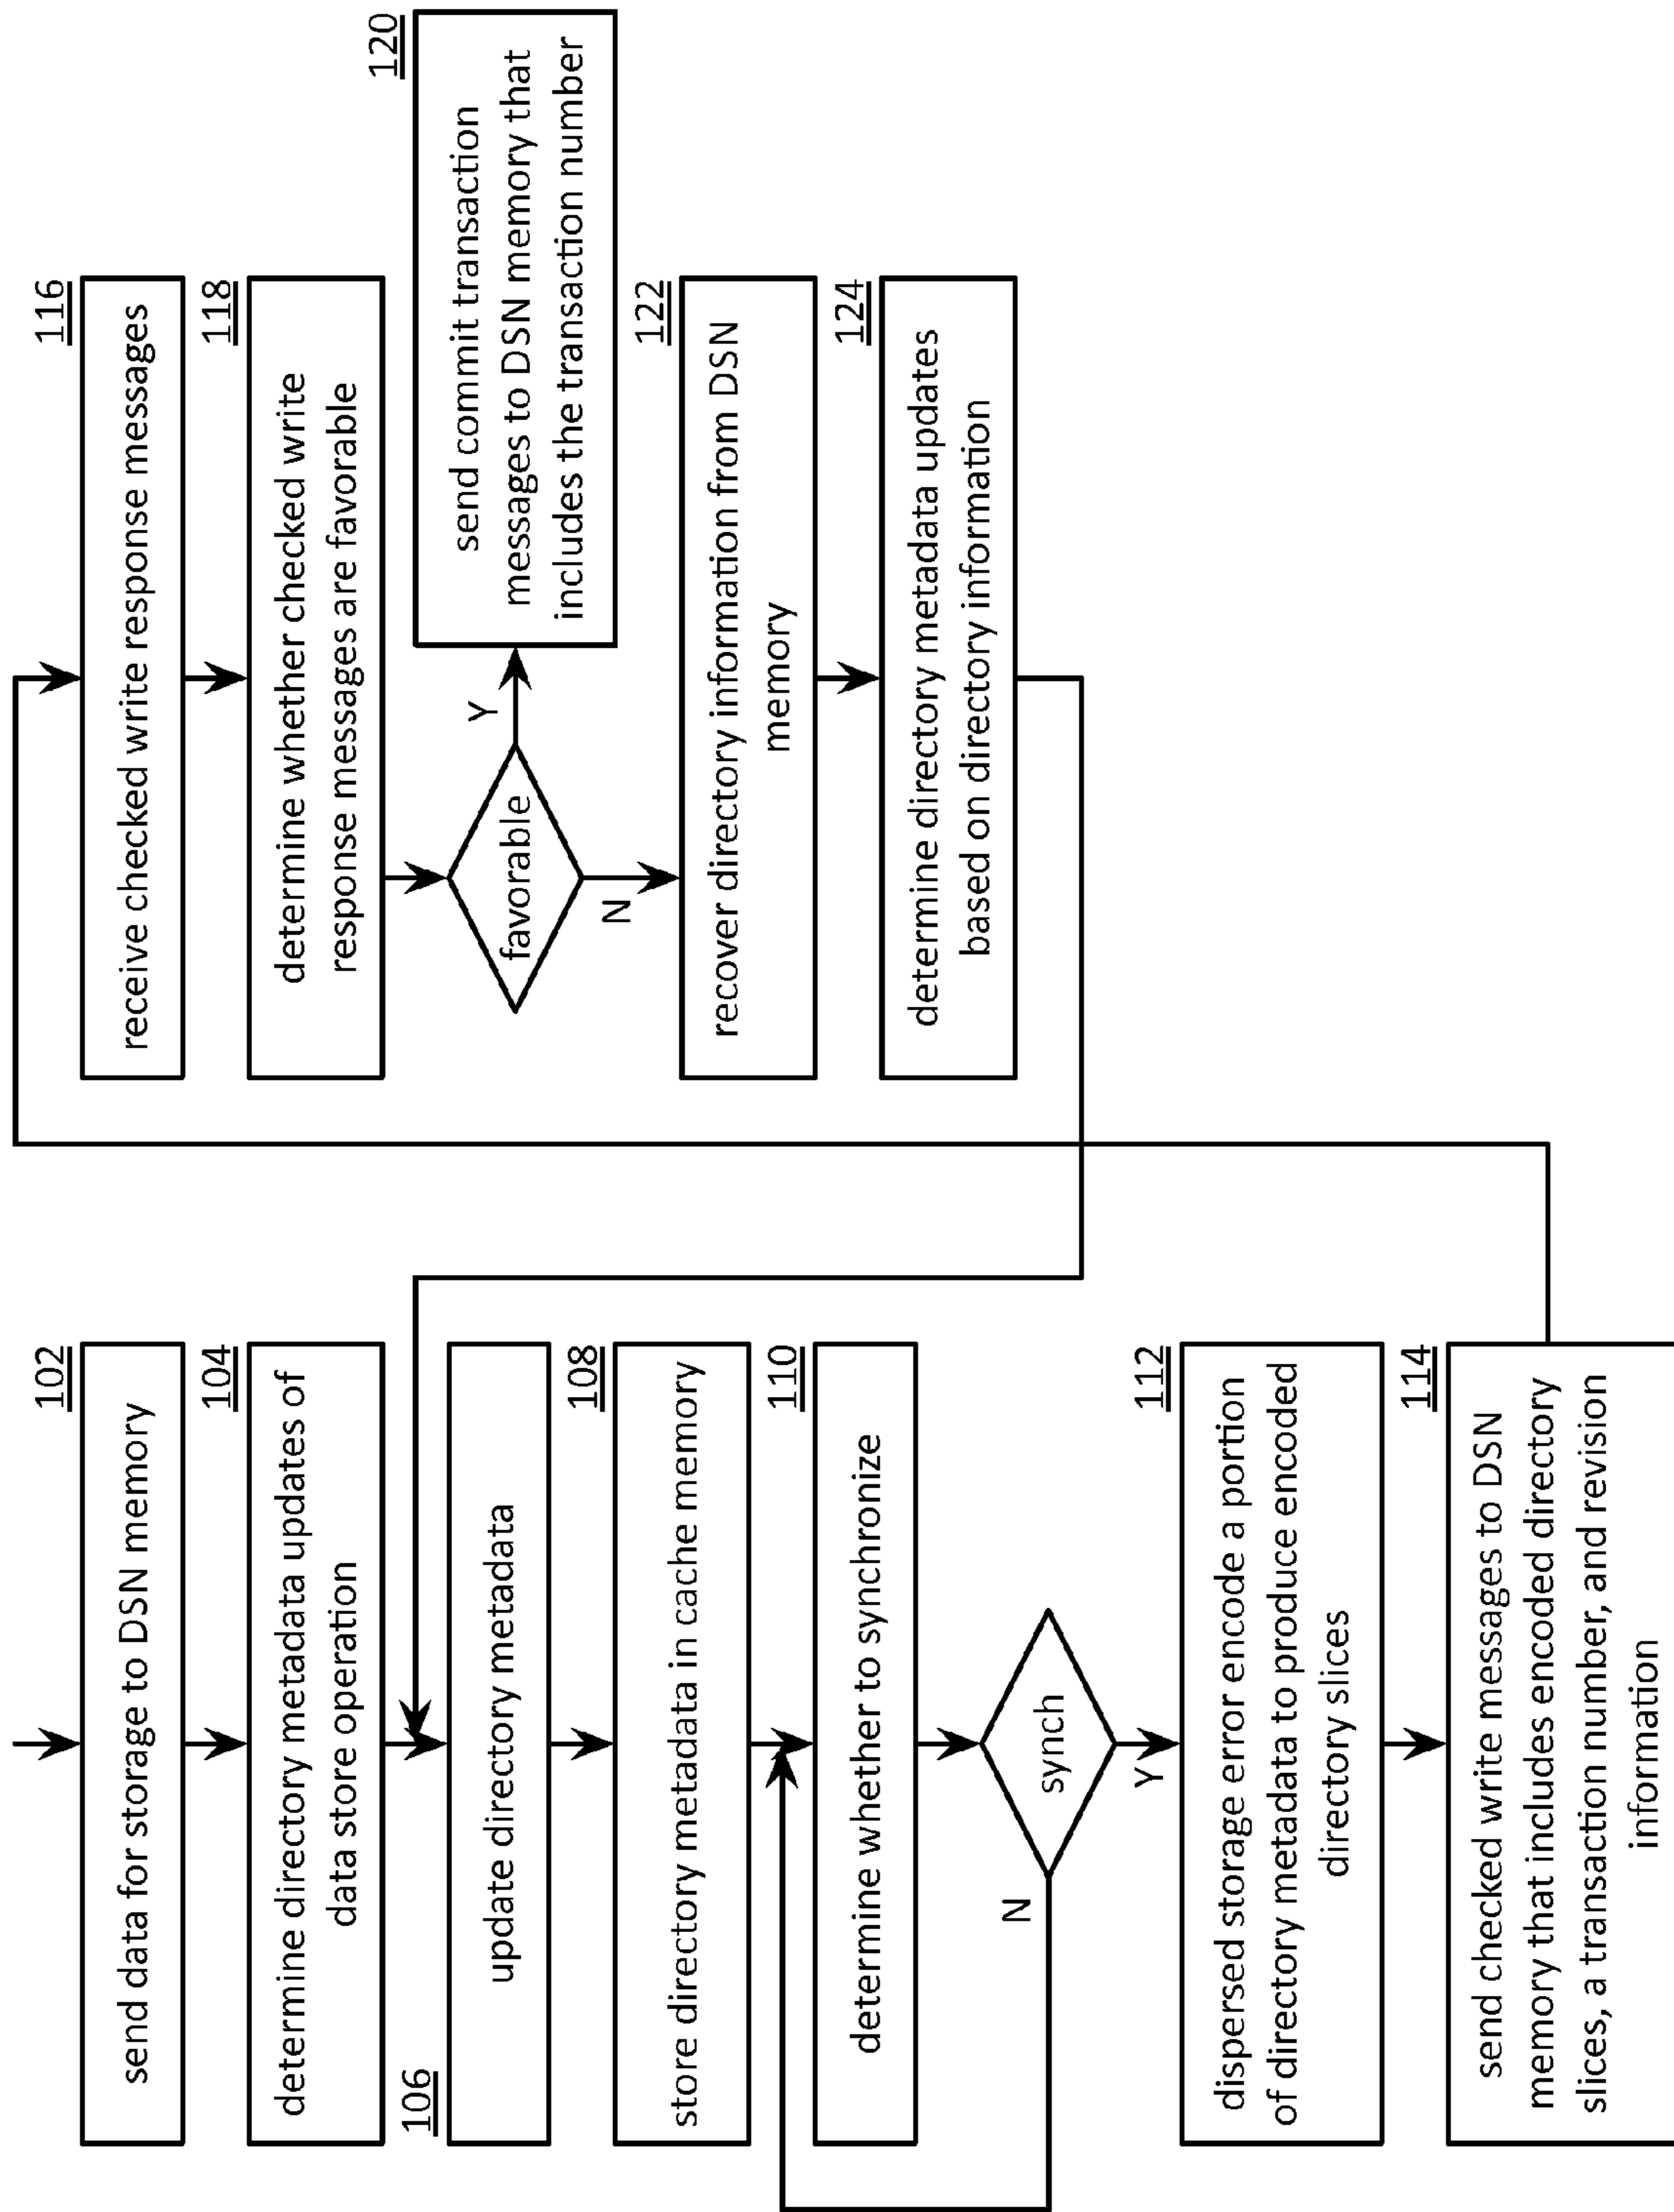 102
send data for storage to DSN memory
104
determine directory metadata updates of
data store operation
106
update directory metadata
108
store directory metadata in cache memory
110
determine whether to synchronize
synch
N
Y
112
dispersed storage error encode a portion
of directory metadata to produce encoded
directory slices
114
send checked write messages to DSN
memory that includes encoded directory
slices, a transaction number, and revision
information
116
receive checked write response messages
118
determine whether checked write
response messages are favorable
favorable
Y
N
120
send commit transaction
messages to DSN memory that
includes the transaction number
122
recover directory information from DSN
memory
124
determine directory metadata updates
based on directory information